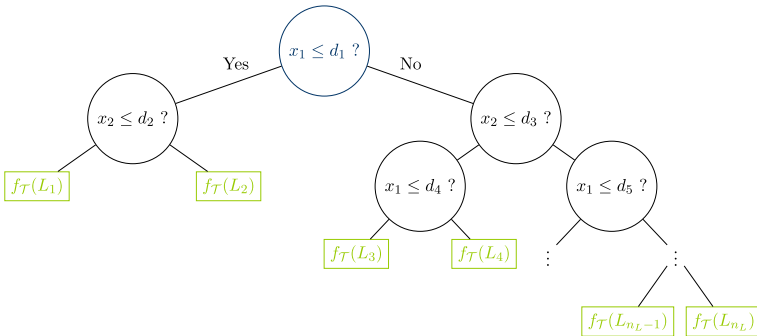 x₁ ≤ d₁ ?
Yes
No
x₂ ≤ d₂ ?
x₂ ≤ d₃ ?
f_𝒯(L₁)
f_𝒯(L₂)
x₁ ≤ d₄ ?
x₁ ≤ d₅ ?
f_𝒯(L₃)
f_𝒯(L₄)
⋮
⋮
f_𝒯(L_{n_L−1})
f_𝒯(L_{n_L})